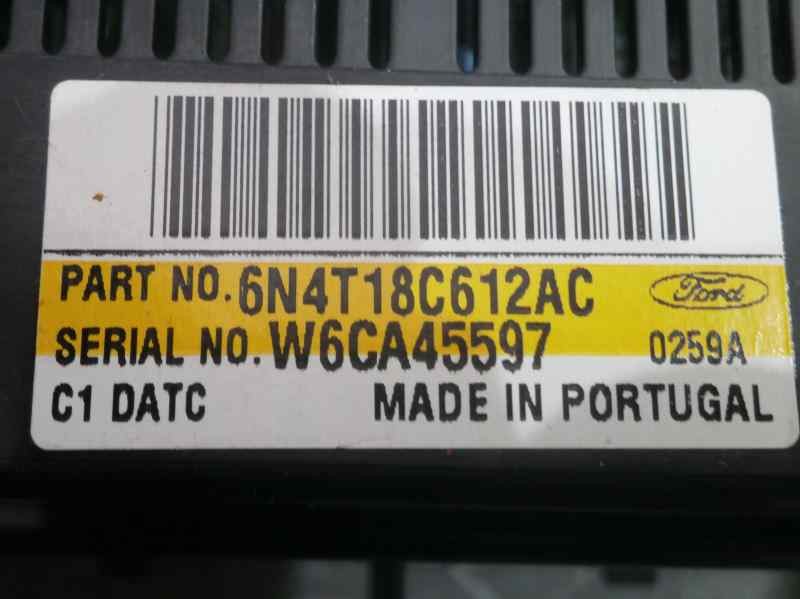 PART NO. 6N4T18C612AC
Ford
SERIAL NO. W6CA45597
0259A
C1 DATC MADE IN PORTUGAL